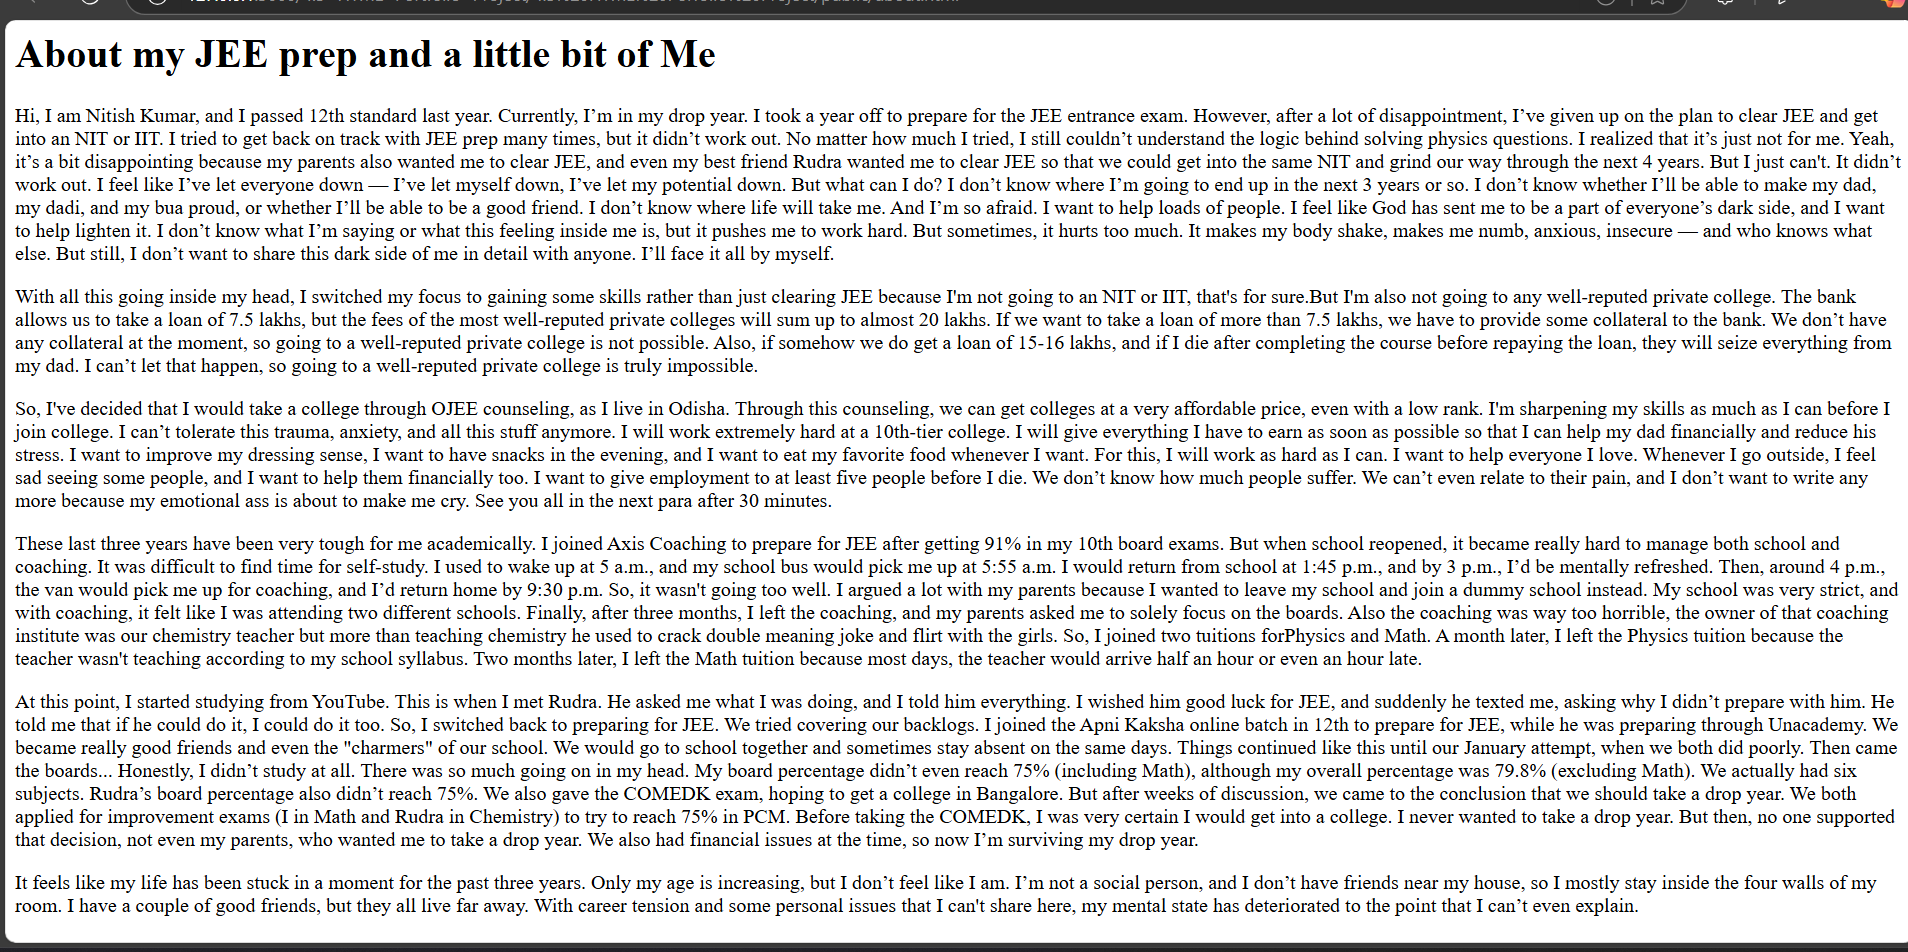 About my JEE prep and a little bit of Me
Hi, I am Nitish Kumar, and I passed 12th standard last year. Currently, I’m in my drop year. I took a year off to prepare for the JEE entrance exam. However, after a lot of disappointment, I’ve given up on the plan to clear JEE and get
into an NIT or IIT. I tried to get back on track with JEE prep many times, but it didn’t work out. No matter how much I tried, I still couldn’t understand the logic behind solving physics questions. I realized that it’s just not for me. Yeah,
it’s a bit disappointing because my parents also wanted me to clear JEE, and even my best friend Rudra wanted me to clear JEE so that we could get into the same NIT and grind our way through the next 4 years. But I just can't. It didn’t
work out. I feel like I’ve let everyone down — I’ve let myself down, I’ve let my potential down. But what can I do? I don’t know where I’m going to end up in the next 3 years or so. I don’t know whether I’ll be able to make my dad,
my dadi, and my bua proud, or whether I’ll be able to be a good friend. I don’t know where life will take me. And I’m so afraid. I want to help loads of people. I feel like God has sent me to be a part of everyone’s dark side, and I want
to help lighten it. I don’t know what I’m saying or what this feeling inside me is, but it pushes me to work hard. But sometimes, it hurts too much. It makes my body shake, makes me numb, anxious, insecure — and who knows what
else. But still, I don’t want to share this dark side of me in detail with anyone. I’ll face it all by myself.
With all this going inside my head, I switched my focus to gaining some skills rather than just clearing JEE because I'm not going to an NIT or IIT, that's for sure.But I'm also not going to any well-reputed private college. The bank
allows us to take a loan of 7.5 lakhs, but the fees of the most well-reputed private colleges will sum up to almost 20 lakhs. If we want to take a loan of more than 7.5 lakhs, we have to provide some collateral to the bank. We don’t have
any collateral at the moment, so going to a well-reputed private college is not possible. Also, if somehow we do get a loan of 15-16 lakhs, and if I die after completing the course before repaying the loan, they will seize everything from
my dad. I can’t let that happen, so going to a well-reputed private college is truly impossible.
So, I've decided that I would take a college through OJEE counseling, as I live in Odisha. Through this counseling, we can get colleges at a very affordable price, even with a low rank. I'm sharpening my skills as much as I can before I
join college. I can’t tolerate this trauma, anxiety, and all this stuff anymore. I will work extremely hard at a 10th-tier college. I will give everything I have to earn as soon as possible so that I can help my dad financially and reduce his
stress. I want to improve my dressing sense, I want to have snacks in the evening, and I want to eat my favorite food whenever I want. For this, I will work as hard as I can. I want to help everyone I love. Whenever I go outside, I feel
sad seeing some people, and I want to help them financially too. I want to give employment to at least five people before I die. We don’t know how much people suffer. We can’t even relate to their pain, and I don’t want to write any
more because my emotional ass is about to make me cry. See you all in the next para after 30 minutes.
These last three years have been very tough for me academically. I joined Axis Coaching to prepare for JEE after getting 91% in my 10th board exams. But when school reopened, it became really hard to manage both school and
coaching. It was difficult to find time for self-study. I used to wake up at 5 a.m., and my school bus would pick me up at 5:55 a.m. I would return from school at 1:45 p.m., and by 3 p.m., I’d be mentally refreshed. Then, around 4 p.m.,
the van would pick me up for coaching, and I’d return home by 9:30 p.m. So, it wasn't going too well. I argued a lot with my parents because I wanted to leave my school and join a dummy school instead. My school was very strict, and
with coaching, it felt like I was attending two different schools. Finally, after three months, I left the coaching, and my parents asked me to solely focus on the boards. Also the coaching was way too horrible, the owner of that coaching
institute was our chemistry teacher but more than teaching chemistry he used to crack double meaning joke and flirt with the girls. So, I joined two tuitions forPhysics and Math. A month later, I left the Physics tuition because the
teacher wasn't teaching according to my school syllabus. Two months later, I left the Math tuition because most days, the teacher would arrive half an hour or even an hour late.
At this point, I started studying from YouTube. This is when I met Rudra. He asked me what I was doing, and I told him everything. I wished him good luck for JEE, and suddenly he texted me, asking why I didn’t prepare with him. He
told me that if he could do it, I could do it too. So, I switched back to preparing for JEE. We tried covering our backlogs. I joined the Apni Kaksha online batch in 12th to prepare for JEE, while he was preparing through Unacademy. We
became really good friends and even the "charmers" of our school. We would go to school together and sometimes stay absent on the same days. Things continued like this until our January attempt, when we both did poorly. Then came
the boards... Honestly, I didn’t study at all. There was so much going on in my head. My board percentage didn’t even reach 75% (including Math), although my overall percentage was 79.8% (excluding Math). We actually had six
subjects. Rudra’s board percentage also didn’t reach 75%. We also gave the COMEDK exam, hoping to get a college in Bangalore. But after weeks of discussion, we came to the conclusion that we should take a drop year. We both
applied for improvement exams (I in Math and Rudra in Chemistry) to try to reach 75% in PCM. Before taking the COMEDK, I was very certain I would get into a college. I never wanted to take a drop year. But then, no one supported
that decision, not even my parents, who wanted me to take a drop year. We also had financial issues at the time, so now I’m surviving my drop year.
It feels like my life has been stuck in a moment for the past three years. Only my age is increasing, but I don’t feel like I am. I’m not a social person, and I don’t have friends near my house, so I mostly stay inside the four walls of my
room. I have a couple of good friends, but they all live far away. With career tension and some personal issues that I can't share here, my mental state has deteriorated to the point that I can’t even explain.